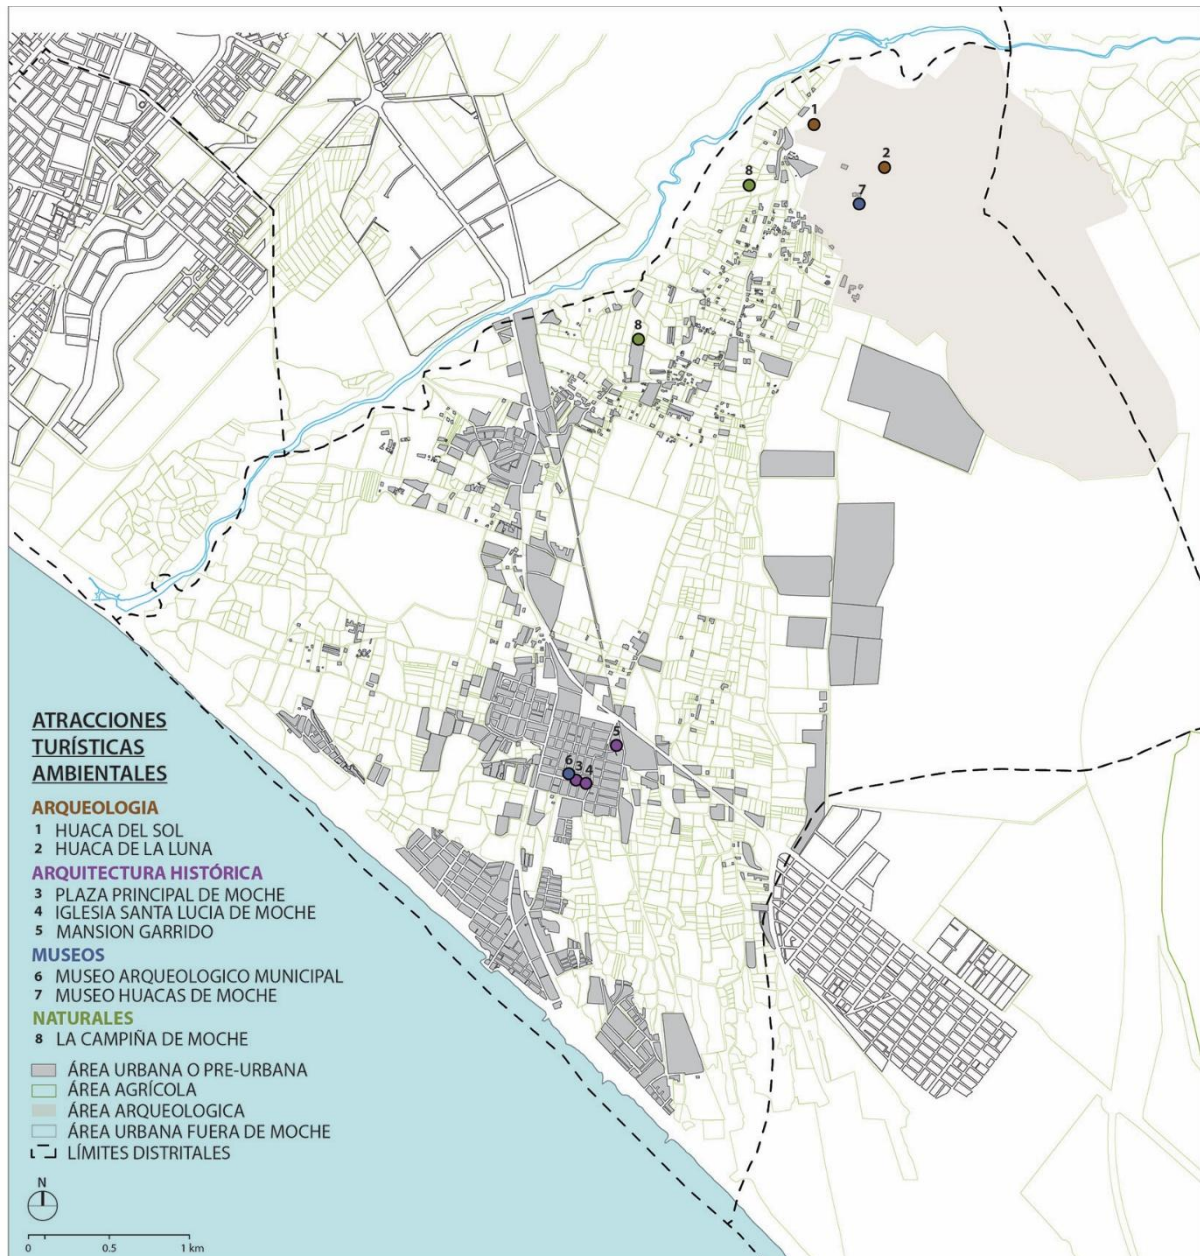 1
2
7
8
8
5
6
3
4
ATRACCIONES
TURÍSTICAS
AMBIENTALES
ARQUEOLOGIA
1 HUACA DEL SOL
2 HUACA DE LA LUNA
ARQUITECTURA HISTÓRICA
3 PLAZA PRINCIPAL DE MOCHE
4 IGLESIA SANTA LUCIA DE MOCHE
5 MANSION GARRIDO
MUSEOS
6 MUSEO ARQUEOLOGICO MUNICIPAL
7 MUSEO HUACAS DE MOCHE
NATURALES
8 LA CAMPIÑA DE MOCHE
ÁREA URBANA O PRE-URBANA
ÁREA AGRÍCOLA
ÁREA ARQUEOLOGICA
ÁREA URBANA FUERA DE MOCHE
LÍMITES DISTRITALES
N
0 0.5 1 km